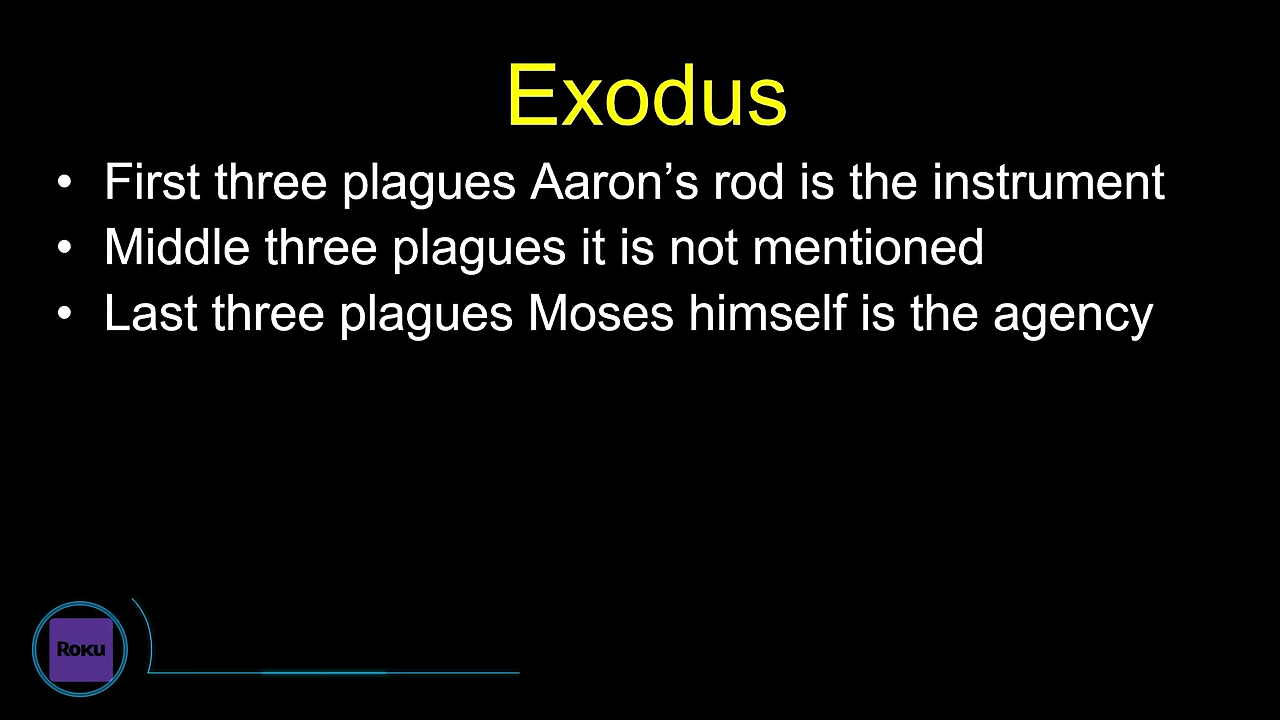 Exodus
• First three plagues Aaron’s rod is the instrument
• Middle three plagues it is not mentioned
• Last three plagues Moses himself is the agency
Roku